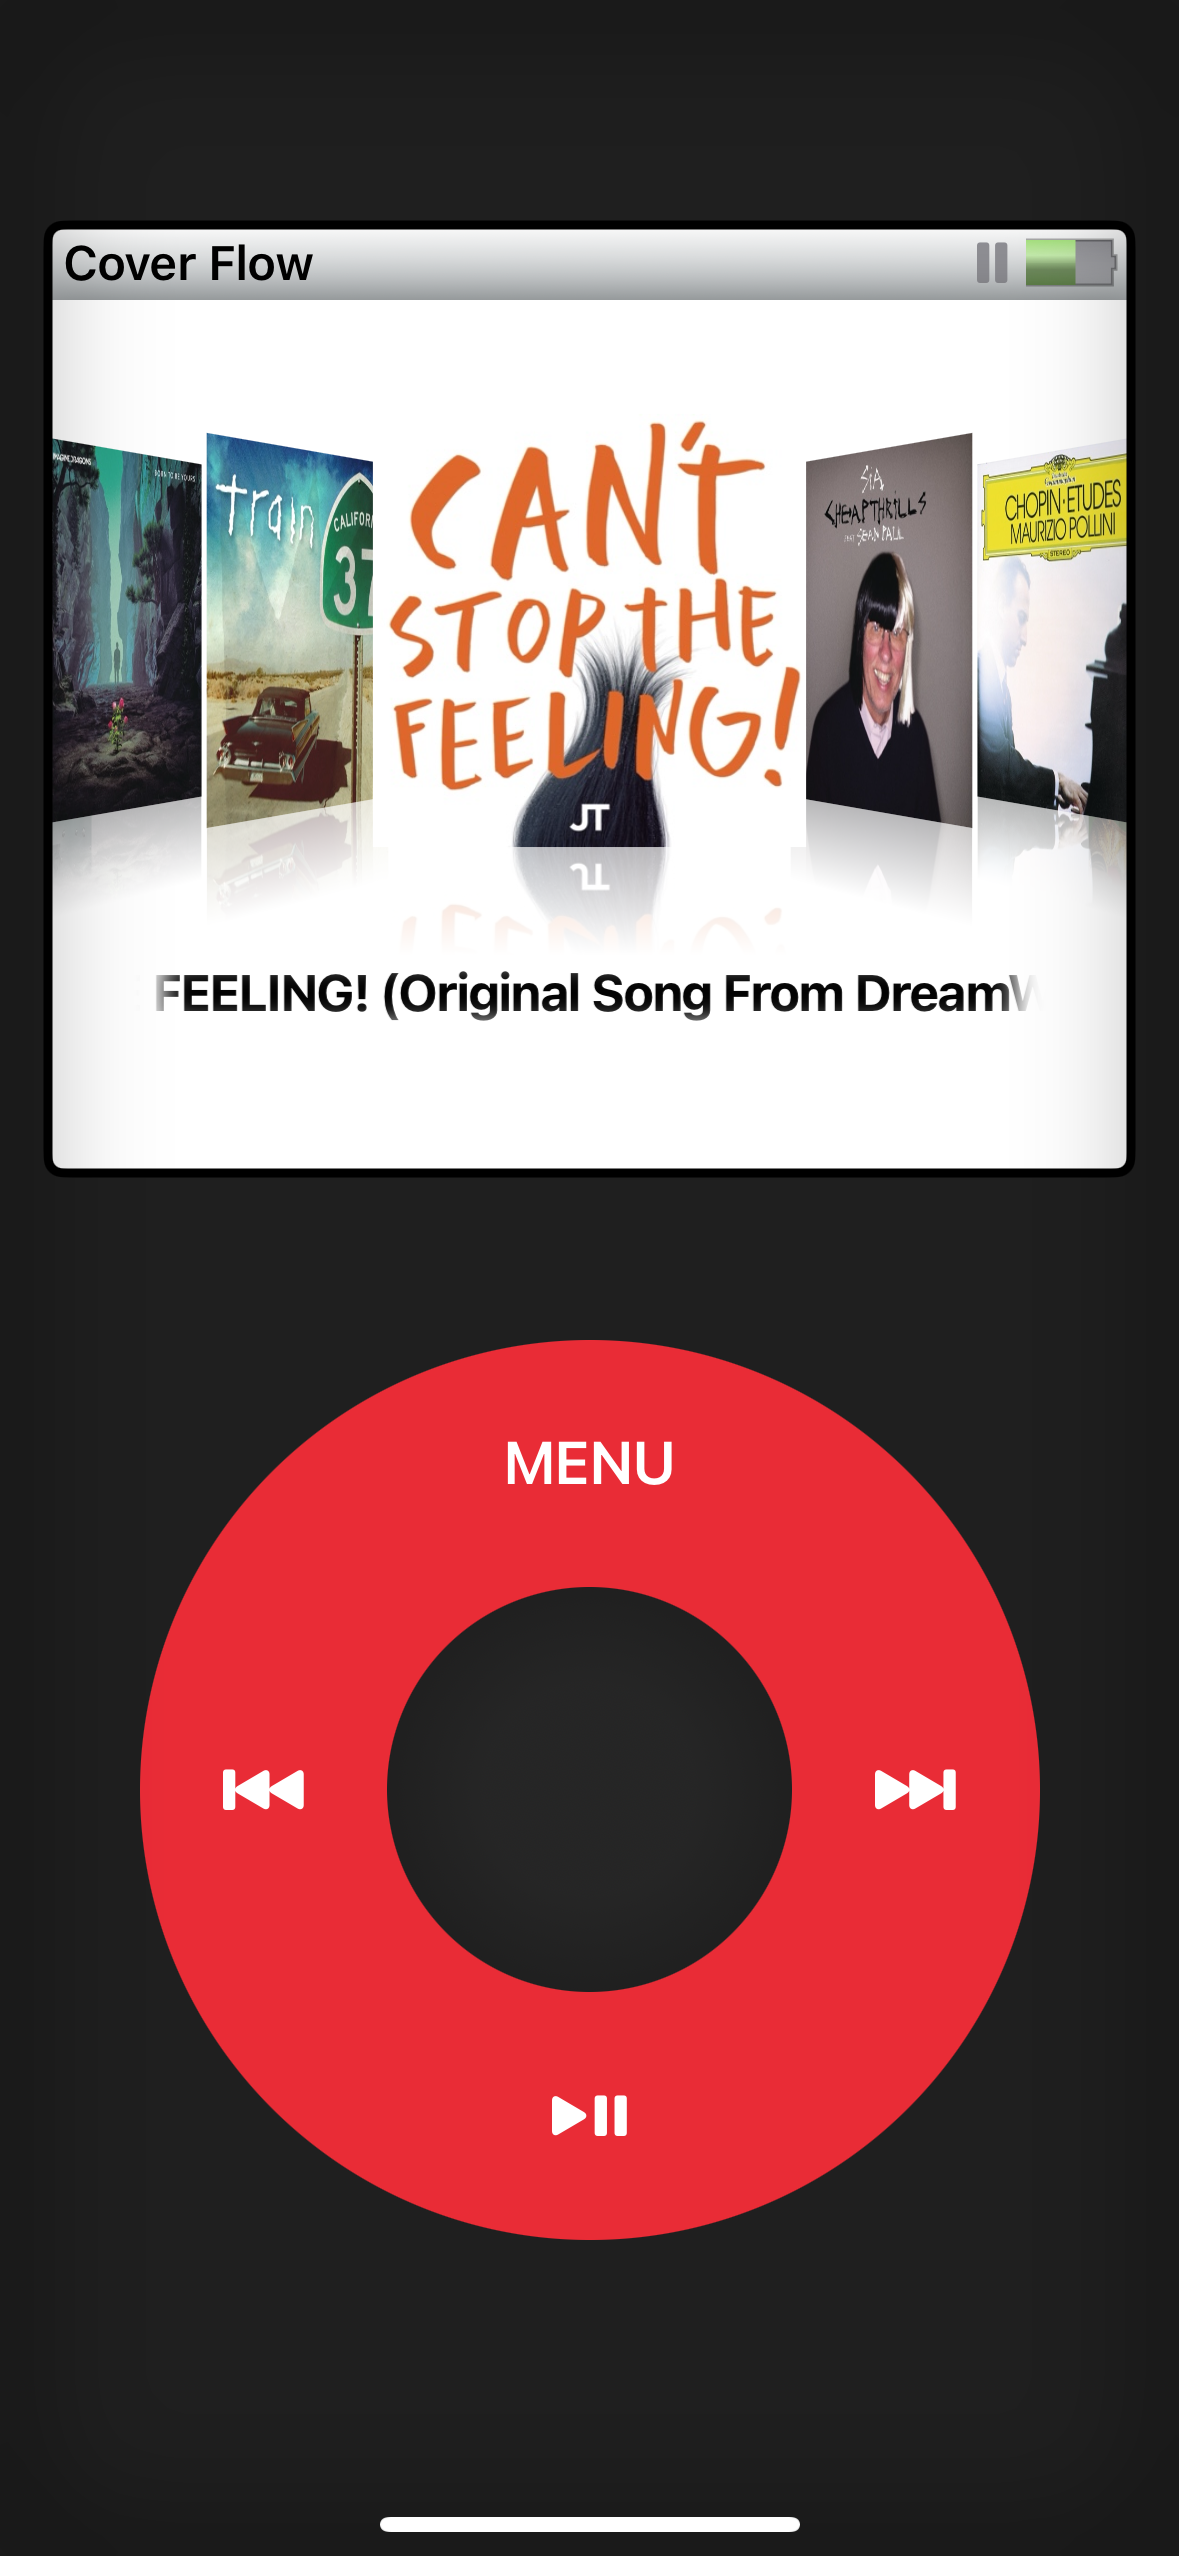 Cover Flow
IMAGINE DRAGONS
BORN TO BE YOURS
train
CALIFOR
37
CAN'T
STOP THE
FEELING!
JT
SIA
CHEAP THRILLS
FEAT. SEAN PAUL
CHOPIN·ETUDES
MAURIZIO POLLINI
STEREO
FEELING! (Original Song From DreamW
MENU